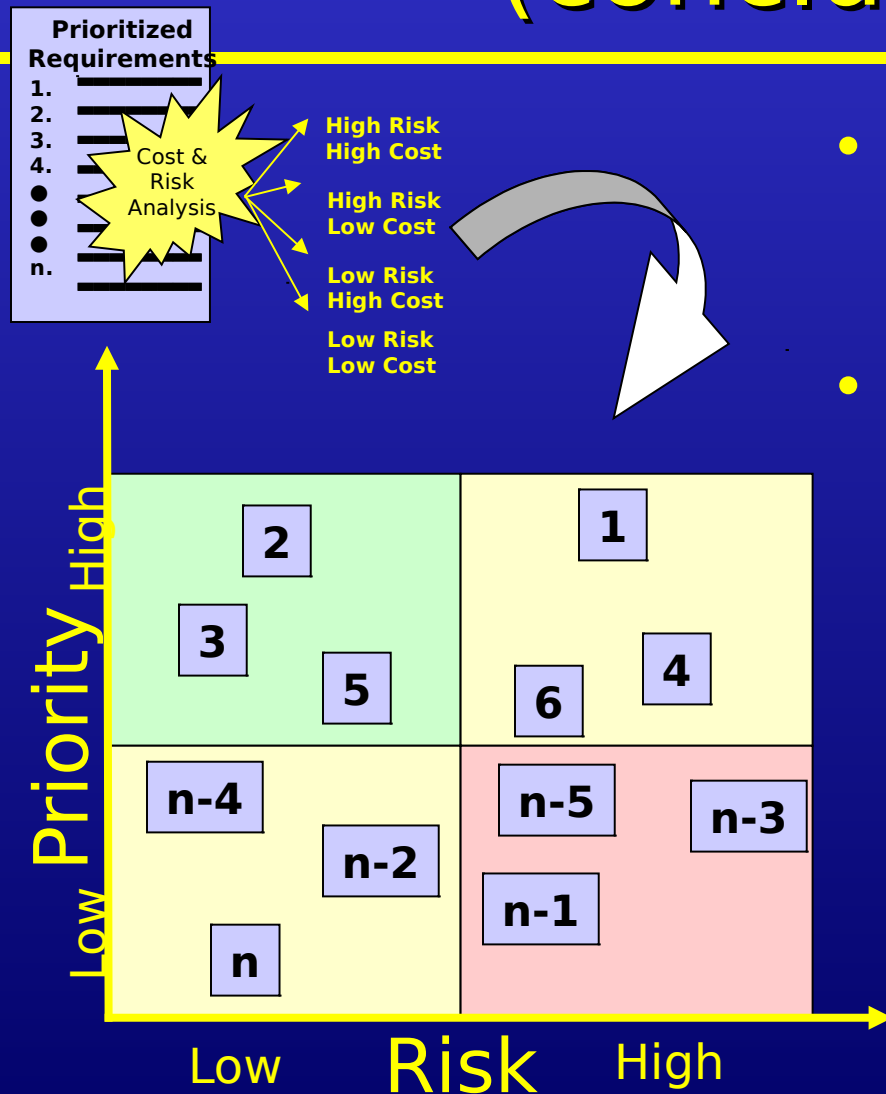 Prioritized
Requirements
1.
2.
3.
4.
n.
Cost &
Risk
Analysis
High Risk
High Cost
High Risk
Low Cost
Low Risk
High Cost
Low Risk
Low Cost
High
Priority
Low
2
1
3
5
4
6
n-4
n-5
n-3
n-2
n-1
n
Low
Risk
High